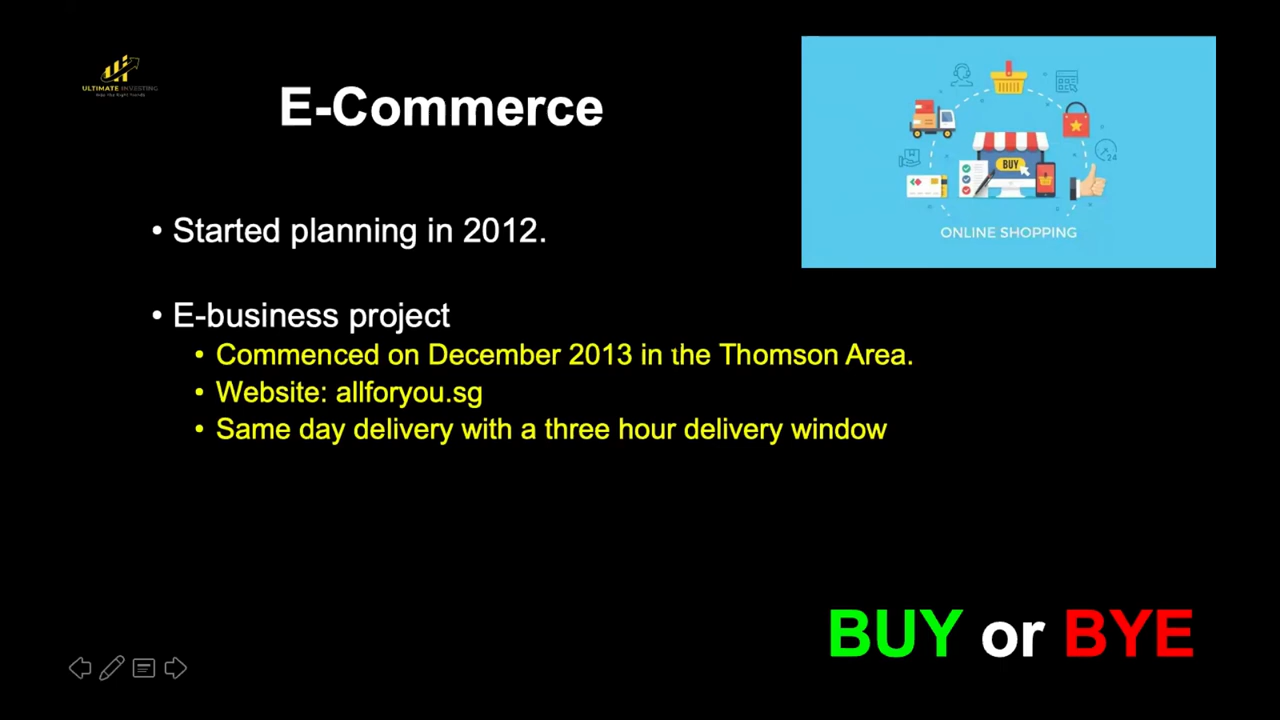 ULTIMATE INVESTING
E-Commerce
BUY
24
ONLINE SHOPPING
• Started planning in 2012.
• E-business project
• Commenced on December 2013 in the Thomson Area.
• Website: allforyou.sg
• Same day delivery with a three hour delivery window
BUY or BYE